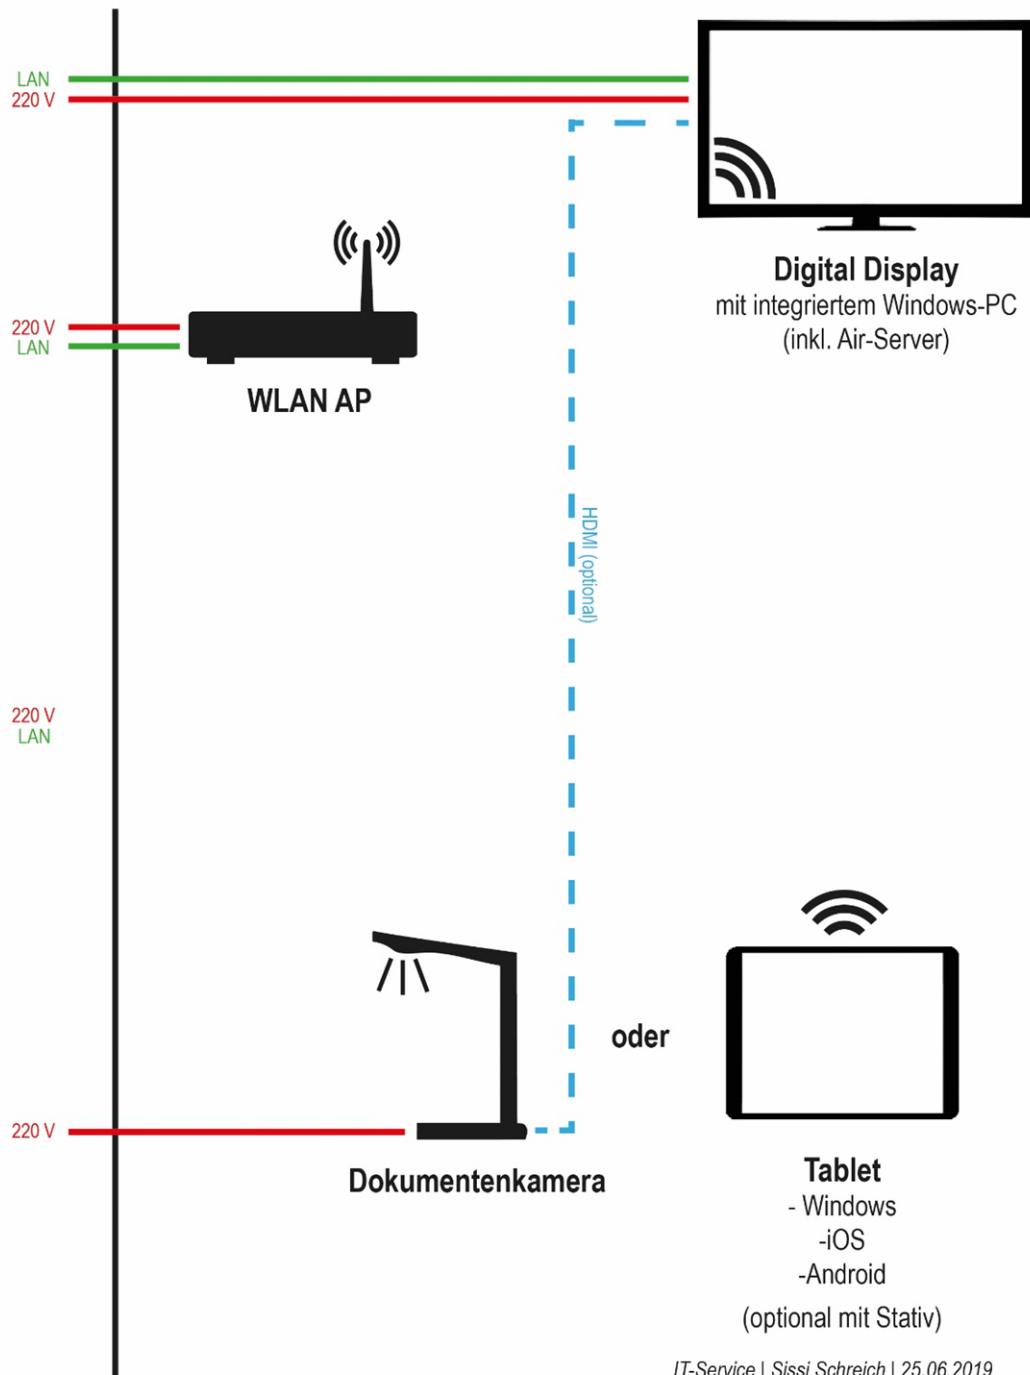 LAN
220 V
Digital Display
mit integriertem Windows-PC
(inkl. Air-Server)
220 V
LAN
WLAN AP
HDMI (optional)
220 V
LAN
oder
220 V
Dokumentenkamera
Tablet
- Windows
-iOS
-Android
(optional mit Stativ)
IT-Service | Sissi Schreich | 25.06.2019